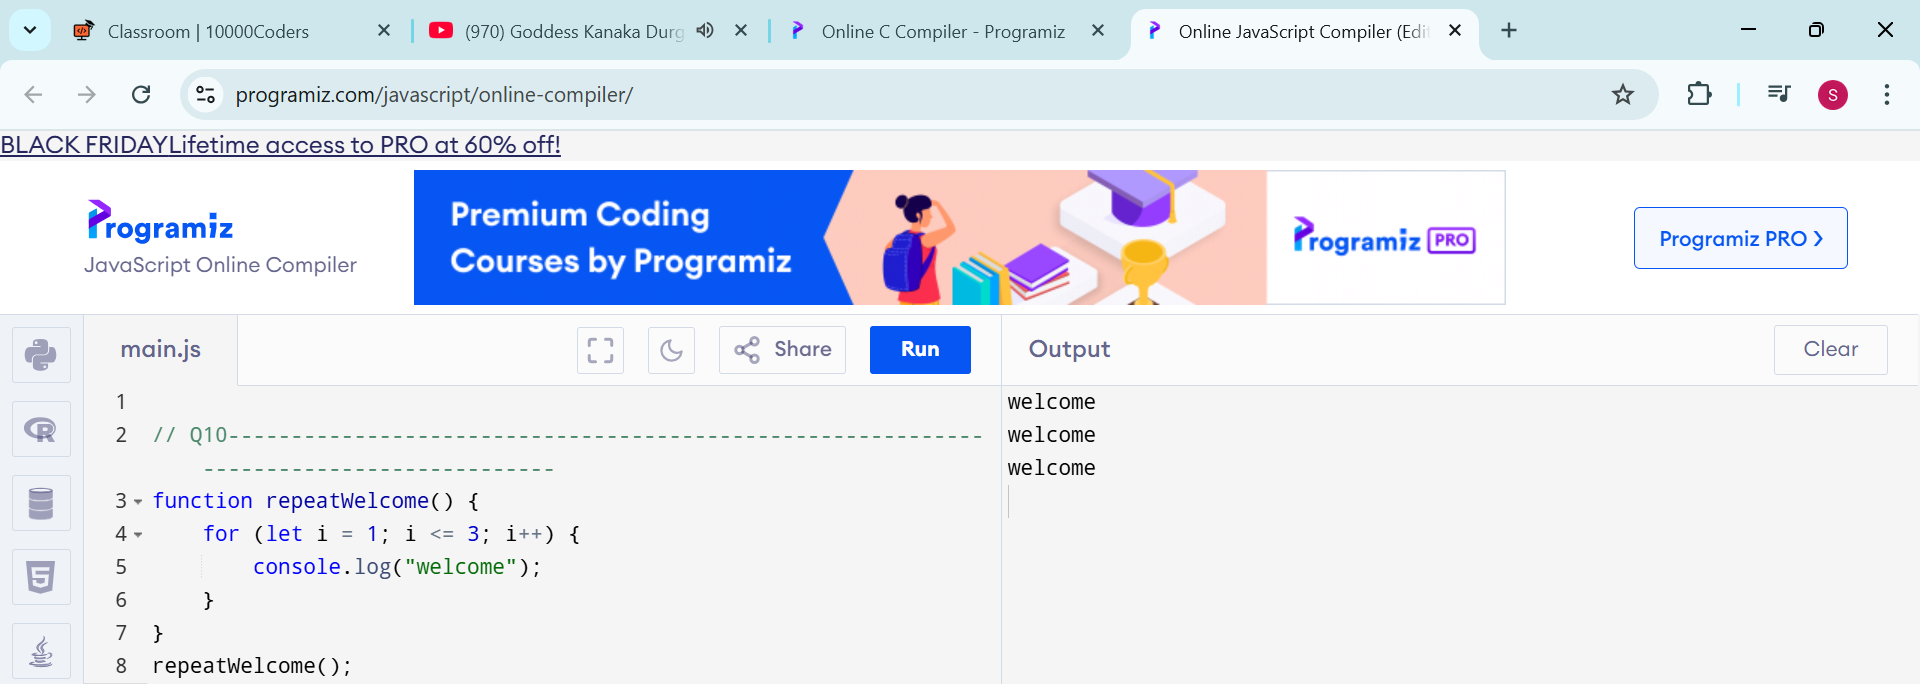 Classroom | 10000Coders
(970) Goddess Kanaka Durg
Online C Compiler - Programiz
Online JavaScript Compiler (Edi
programiz.com/javascript/online-compiler/
S
BLACK FRIDAYLifetime access to PRO at 60% off!
Programiz
JavaScript Online Compiler
Premium Coding
Courses by Programiz
Programiz PRO
Programiz PRO >
main.js
Share
Run
Output
Clear
1
2 // Q10------------------------------------------------------------
----------------------------
3 function repeatWelcome() {
4 for (let i = 1; i <= 3; i++) {
5 console.log("welcome");
6 }
7 }
8 repeatWelcome();
welcome
welcome
welcome